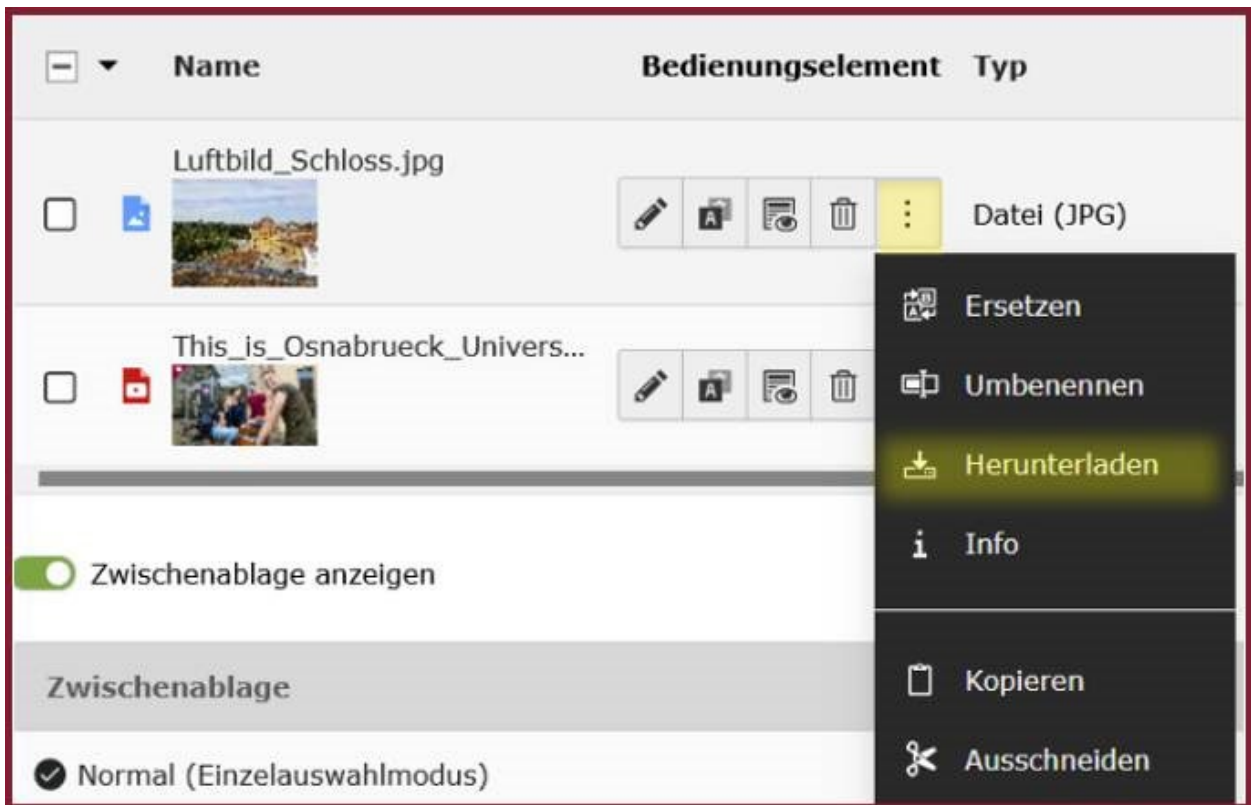 Name Bedienungselement Typ
Luftbild_Schloss.jpg
Datei (JPG)
Ersetzen
This_is_Osnabrueck_Univers...
Umbenennen
Herunterladen
Info
Zwischenablage anzeigen
Zwischenablage
Kopieren
Normal (Einzelauswahlmodus)
Ausschneiden